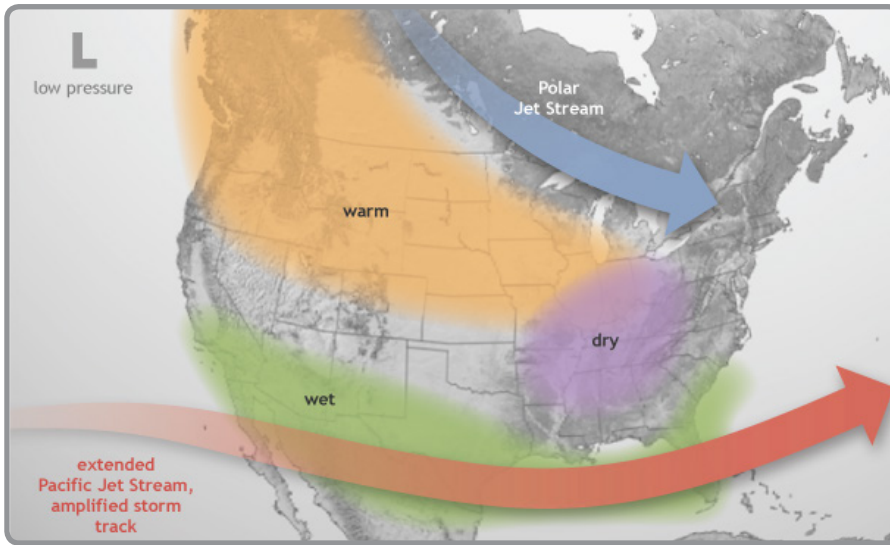 L
low pressure
Polar
Jet Stream
warm
dry
wet
extended
Pacific Jet Stream,
amplified storm
track